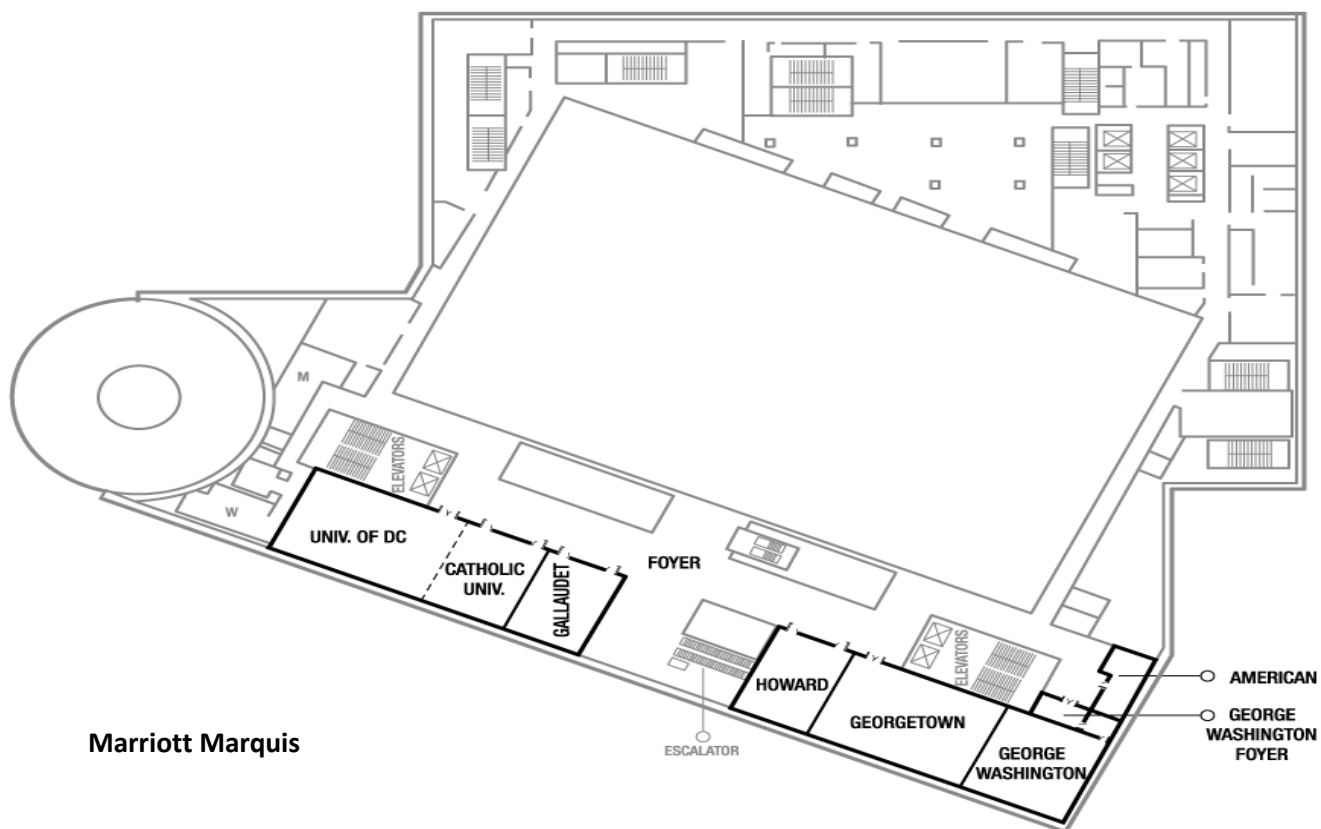 M
ELEVATORS
W
UNIV. OF DC
CATHOLIC
UNIV.
GALLAUDET
FOYER
HOWARD
GEORGETOWN
ELEVATORS
GEORGE
WASHINGTON
AMERICAN
GEORGE
WASHINGTON
FOYER
ESCALATOR
Marriott Marquis